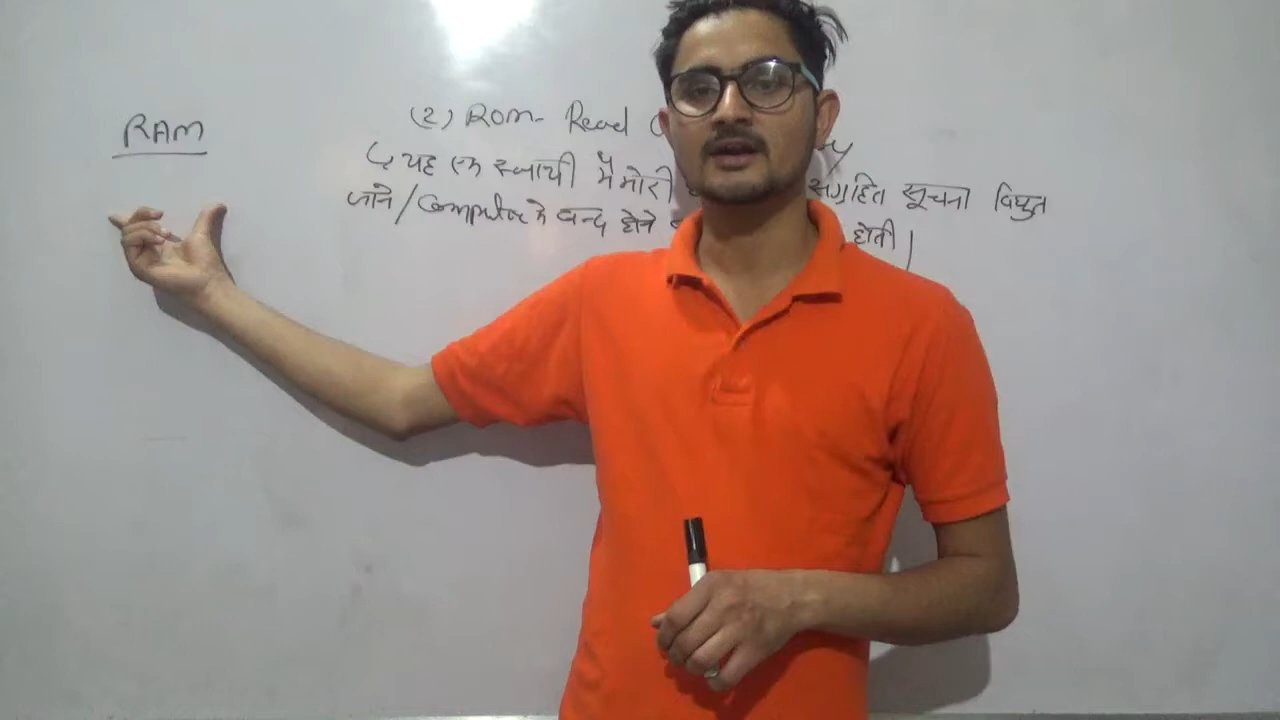 RAM
(2) ROM- Read
↳ यह एक स्थायी मैमोरी संग्रहित सूचना विघुत
जाने/Computer के बन्द होने होती।